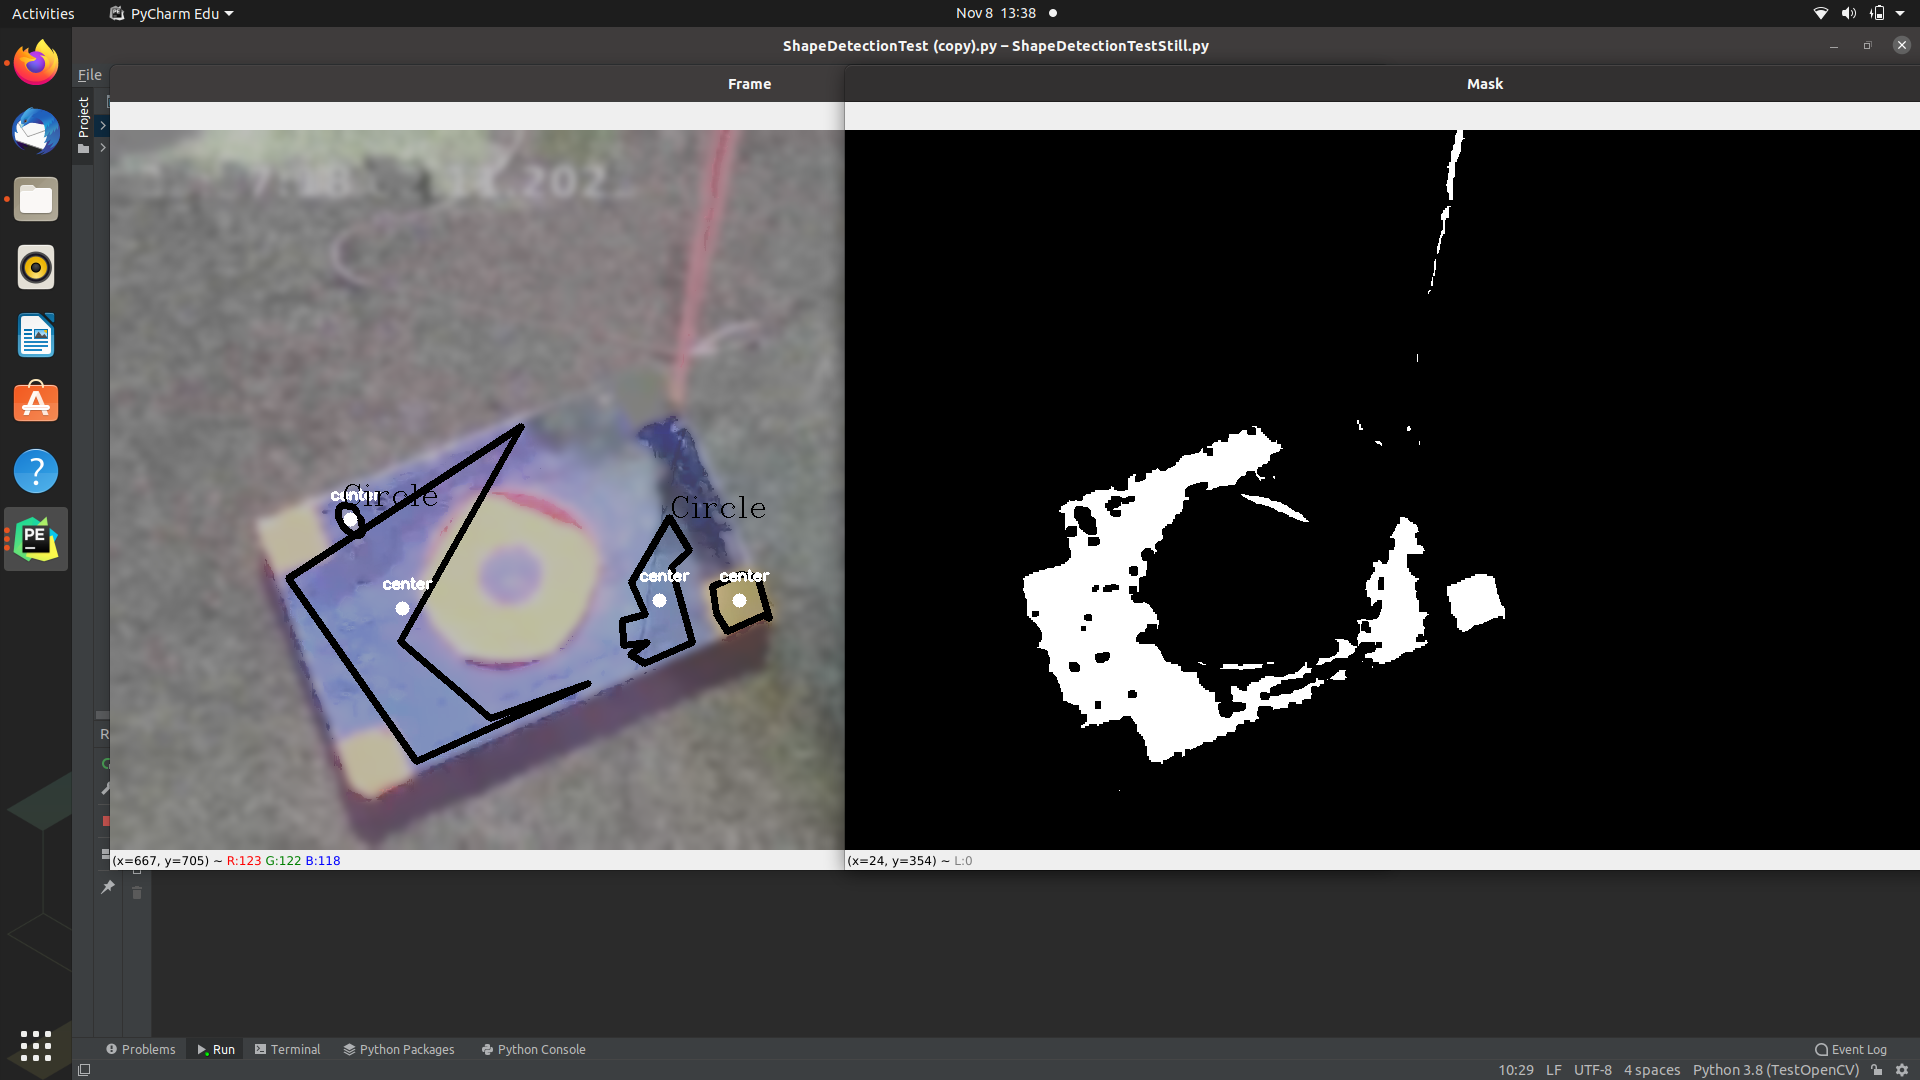 Activities
PyCharm Edu
Nov 8 13:38
ShapeDetectionTest (copy).py – ShapeDetectionTestStill.py
File
Project
Frame
Mask
center
Circle
Circle
center
center
center
(x=667, y=705) ~ R:123 G:122 B:118
(x=24, y=354) ~ L:0
Problems
Run
Terminal
Python Packages
Python Console
Event Log
10:29
LF
UTF-8
4 spaces
Python 3.8 (TestOpenCV)